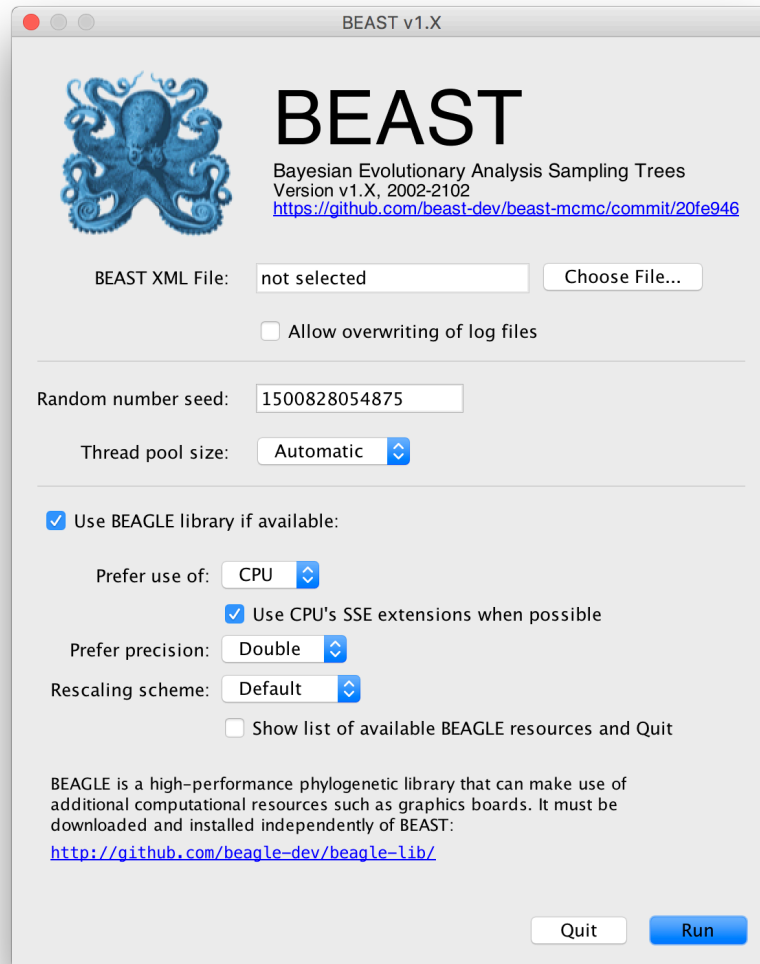 BEAST v1.X
BEAST
Bayesian Evolutionary Analysis Sampling Trees
Version v1.X, 2002-2102
https://github.com/beast-dev/beast-mcmc/commit/20fe946
BEAST XML File: not selected Choose File...
Allow overwriting of log files
Random number seed: 1500828054875
Thread pool size: Automatic
Use BEAGLE library if available:
Prefer use of: CPU
Use CPU's SSE extensions when possible
Prefer precision: Double
Rescaling scheme: Default
Show list of available BEAGLE resources and Quit
BEAGLE is a high-performance phylogenetic library that can make use of
additional computational resources such as graphics boards. It must be
downloaded and installed independently of BEAST:
http://github.com/beagle-dev/beagle-lib/
Quit Run